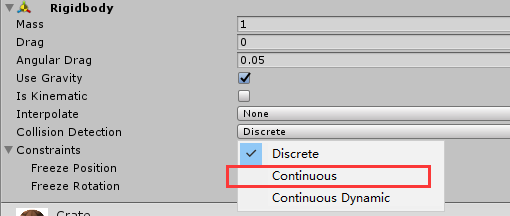 Rigidbody
Mass 1
Drag 0
Angular Drag 0.05
Use Gravity
Is Kinematic
Interpolate None
Collision Detection Discrete
Constraints Discrete
Freeze Position Continuous
Freeze Rotation Continuous Dynamic
Crate